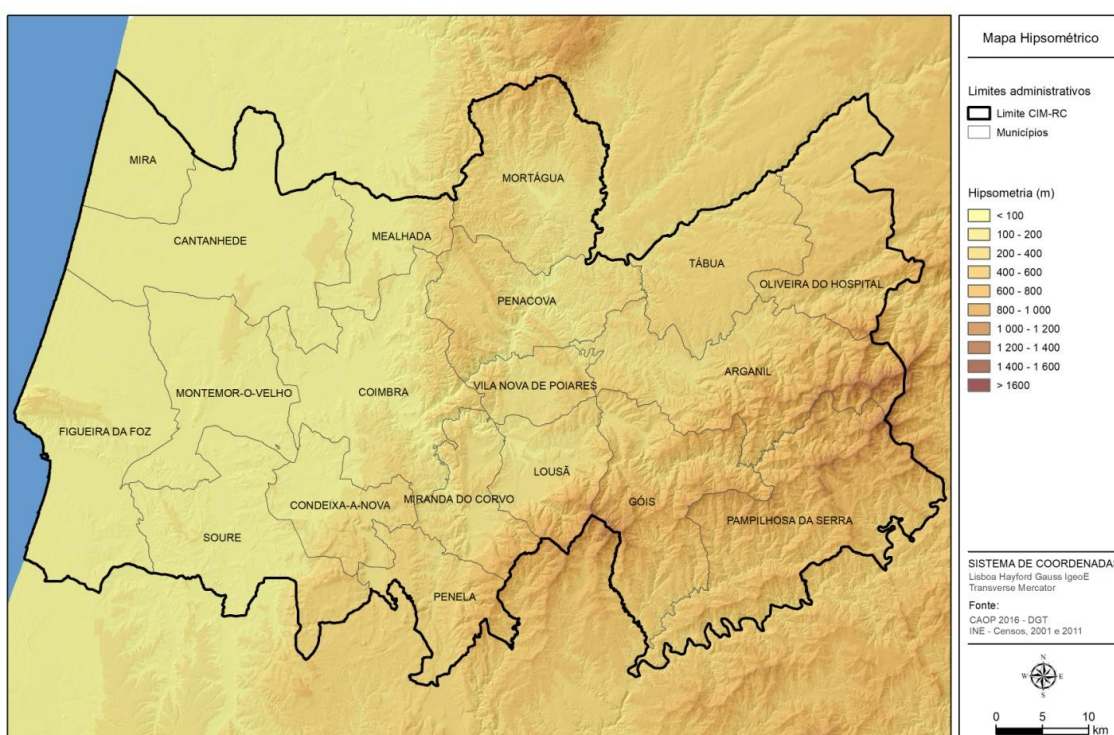 MIRA
MORTÁGUA
CANTANHEDE
MEALHADA
TÁBUA
OLIVEIRA DO HOSPITAL
PENACOVA
ARGANIL
VILA NOVA DE POIARES
COIMBRA
MONTEMOR-O-VELHO
FIGUEIRA DA FOZ
LOUSÃ
MIRANDA DO CORVO
GÓIS
CONDEIXA-A-NOVA
PAMPILHOSA DA SERRA
SOURE
PENELA
Mapa Hipsométrico
Limites administrativos
Limite CIM-RC
Municípios
Hipsometria (m)
< 100
100 - 200
200 - 400
400 - 600
600 - 800
800 - 1 000
1 000 - 1 200
1 200 - 1 400
1 400 - 1 600
> 1600
SISTEMA DE COORDENADAS
Lisboa Hayford Gauss IgeoE
Transverse Mercator
Fonte:
CAOP 2016 - DGT
INE - Censos, 2001 e 2011
N
W E
S
0 5 10
km